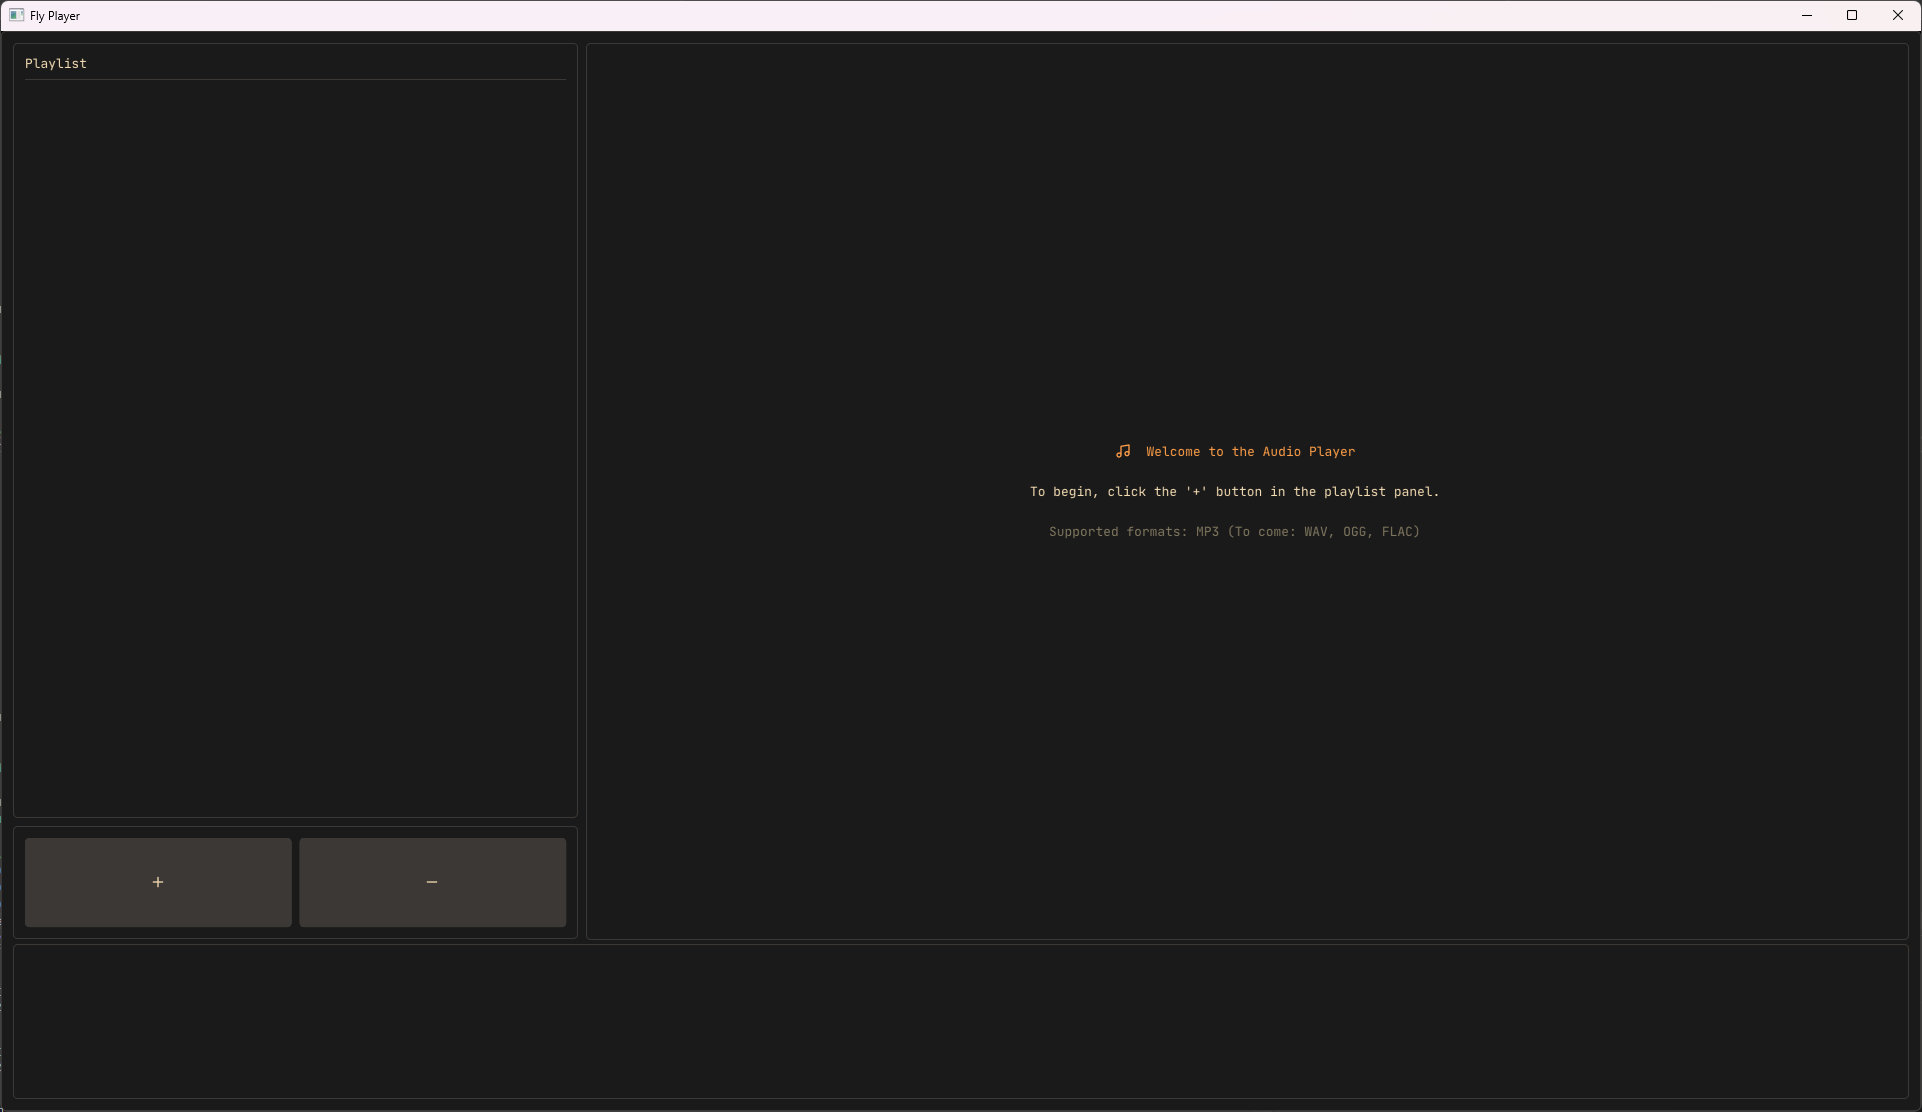 Fly Player
Playlist
Welcome to the Audio Player
To begin, click the '+' button in the playlist panel.
Supported formats: MP3 (To come: WAV, OGG, FLAC)
+
−